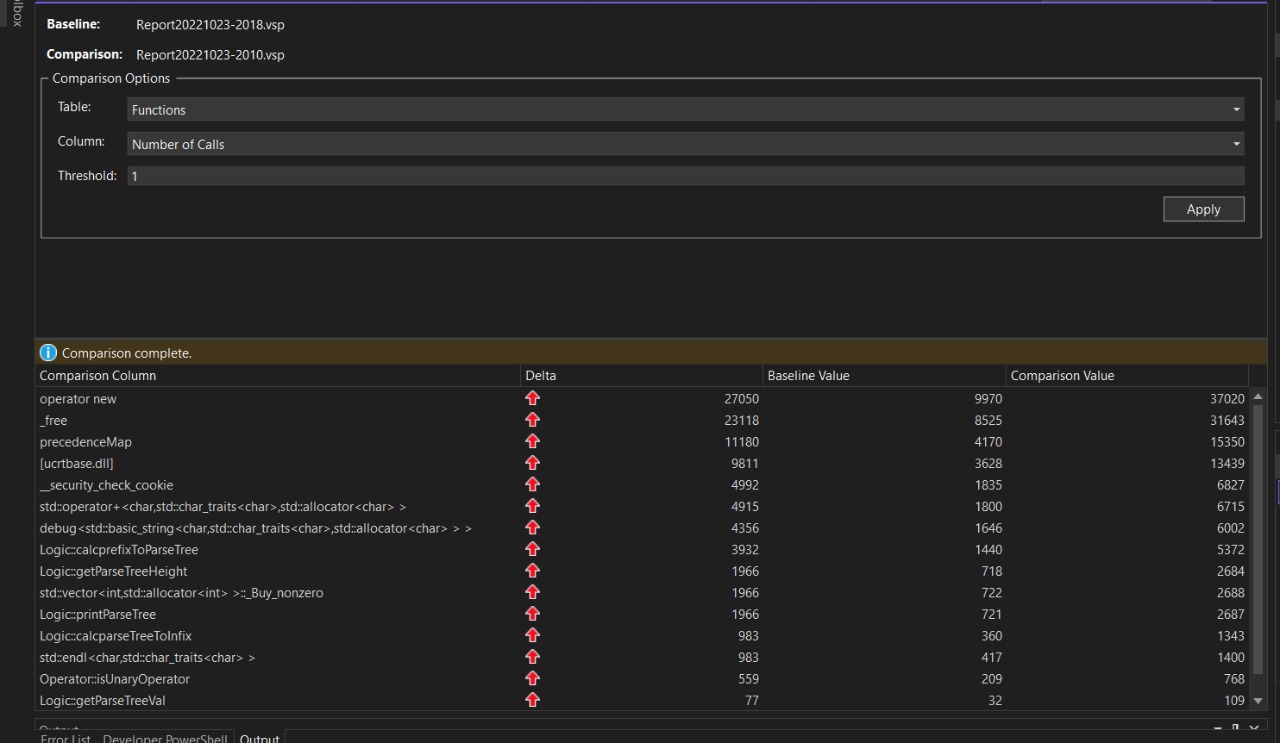 lbox
Baseline: Report20221023-2018.vsp
Comparison: Report20221023-2010.vsp
Comparison Options
Table: Functions
Column: Number of Calls
Threshold: 1
Apply
Comparison complete.
Comparison Column Delta Baseline Value Comparison Value
operator new 27050 9970 37020
_free 23118 8525 31643
precedenceMap 11180 4170 15350
[ucrtbase.dll] 9811 3628 13439
__security_check_cookie 4992 1835 6827
std::operator+<char,std::char_traits<char>,std::allocator<char> > 4915 1800 6715
debug<std::basic_string<char,std::char_traits<char>,std::allocator<char> > > 4356 1646 6002
Logic::calcprefixToParseTree 3932 1440 5372
Logic::getParseTreeHeight 1966 718 2684
std::vector<int,std::allocator<int> >::_Buy_nonzero 1966 722 2688
Logic::printParseTree 1966 721 2687
Logic::calcparseTreeToInfix 983 360 1343
std::endl<char,std::char_traits<char> > 983 417 1400
Operator::isUnaryOperator 559 209 768
Logic::getParseTreeVal 77 32 109
Output
Error List Developer PowerShell Output